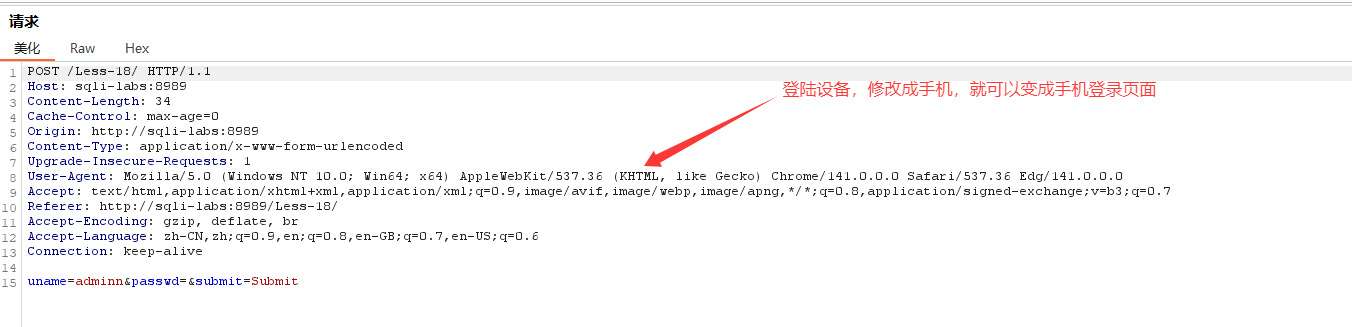 请求
美化 Raw Hex
1 POST /Less-18/ HTTP/1.1
2 Host: sqli-labs:8989
3 Content-Length: 34
4 Cache-Control: max-age=0
5 Origin: http://sqli-labs:8989
6 Content-Type: application/x-www-form-urlencoded
7 Upgrade-Insecure-Requests: 1
登陆设备，修改成手机，就可以变成手机登录页面
8 User-Agent: Mozilla/5.0 (Windows NT 10.0; Win64; x64) AppleWebKit/537.36 (KHTML, like Gecko) Chrome/141.0.0.0 Safari/537.36 Edg/141.0.0.0
9 Accept: text/html,application/xhtml+xml,application/xml;q=0.9,image/avif,image/webp,image/apng,*/*;q=0.8,application/signed-exchange;v=b3;q=0.7
10 Referer: http://sqli-labs:8989/Less-18/
11 Accept-Encoding: gzip, deflate, br
12 Accept-Language: zh-CN,zh;q=0.9,en;q=0.8,en-GB;q=0.7,en-US;q=0.6
13 Connection: keep-alive
14
15 uname=adminn&passwd=&submit=Submit